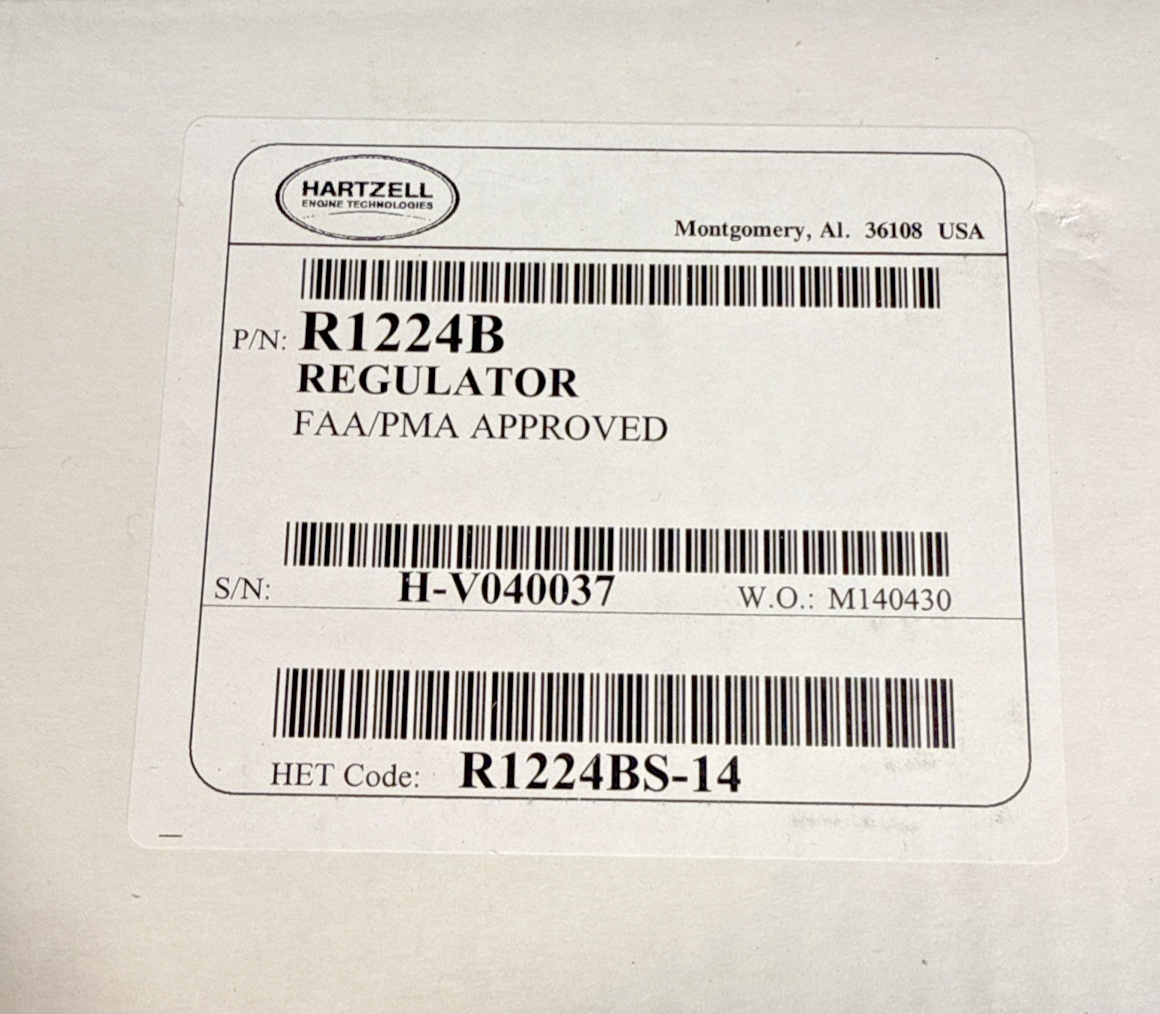 HARTZELL
ENGINE TECHNOLOGIES
Montgomery, Al. 36108 USA
P/N: R1224B
REGULATOR
FAA/PMA APPROVED
S/N: H-V040037 W.O.: M140430
HET Code: R1224BS-14